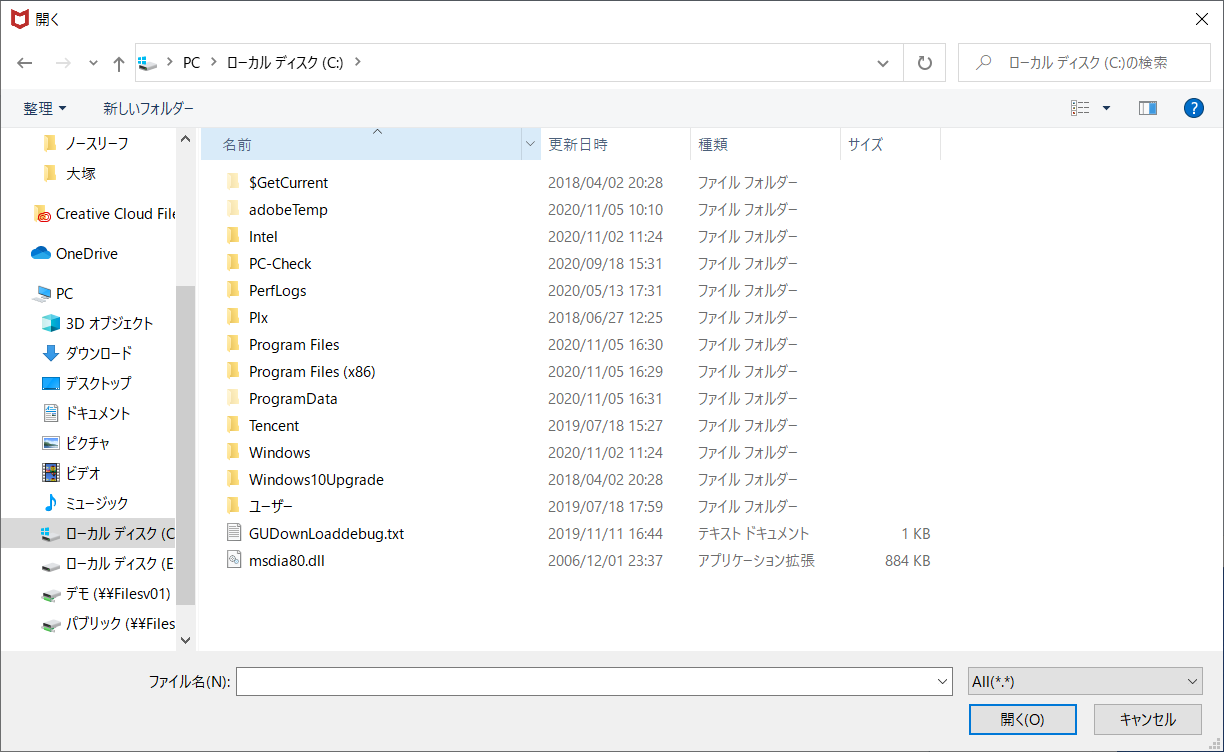 開く
PC ローカル ディスク (C:)
ローカル ディスク (C:)の検索
整理 新しいフォルダー
ノースリーフ
大塚
Creative Cloud File
OneDrive
PC
3D オブジェクト
ダウンロード
デスクトップ
ドキュメント
ピクチャ
ビデオ
ミュージック
ローカル ディスク (C
ローカル ディスク (E
デモ (¥¥Filesv01)
パブリック (¥¥Files
名前 更新日時 種類 サイズ
$GetCurrent 2018/04/02 20:28 ファイル フォルダー
adobeTemp 2020/11/05 10:10 ファイル フォルダー
Intel 2020/11/02 11:24 ファイル フォルダー
PC-Check 2020/09/18 15:31 ファイル フォルダー
PerfLogs 2020/05/13 17:31 ファイル フォルダー
Plx 2018/06/27 12:25 ファイル フォルダー
Program Files 2020/11/05 16:30 ファイル フォルダー
Program Files (x86) 2020/11/05 16:29 ファイル フォルダー
ProgramData 2020/11/05 16:31 ファイル フォルダー
Tencent 2019/07/18 15:27 ファイル フォルダー
Windows 2020/11/02 11:24 ファイル フォルダー
Windows10Upgrade 2018/04/02 20:28 ファイル フォルダー
ユーザー 2019/07/18 17:59 ファイル フォルダー
GUDownLoaddebug.txt 2019/11/11 16:44 テキスト ドキュメント 1 KB
msdia80.dll 2006/12/01 23:37 アプリケーション拡張 884 KB
ファイル名(N): All(*.*)
開く(O) キャンセル